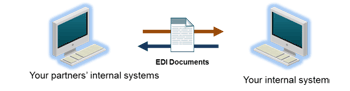 EDI Documents
Your partners' internal systems
Your internal system